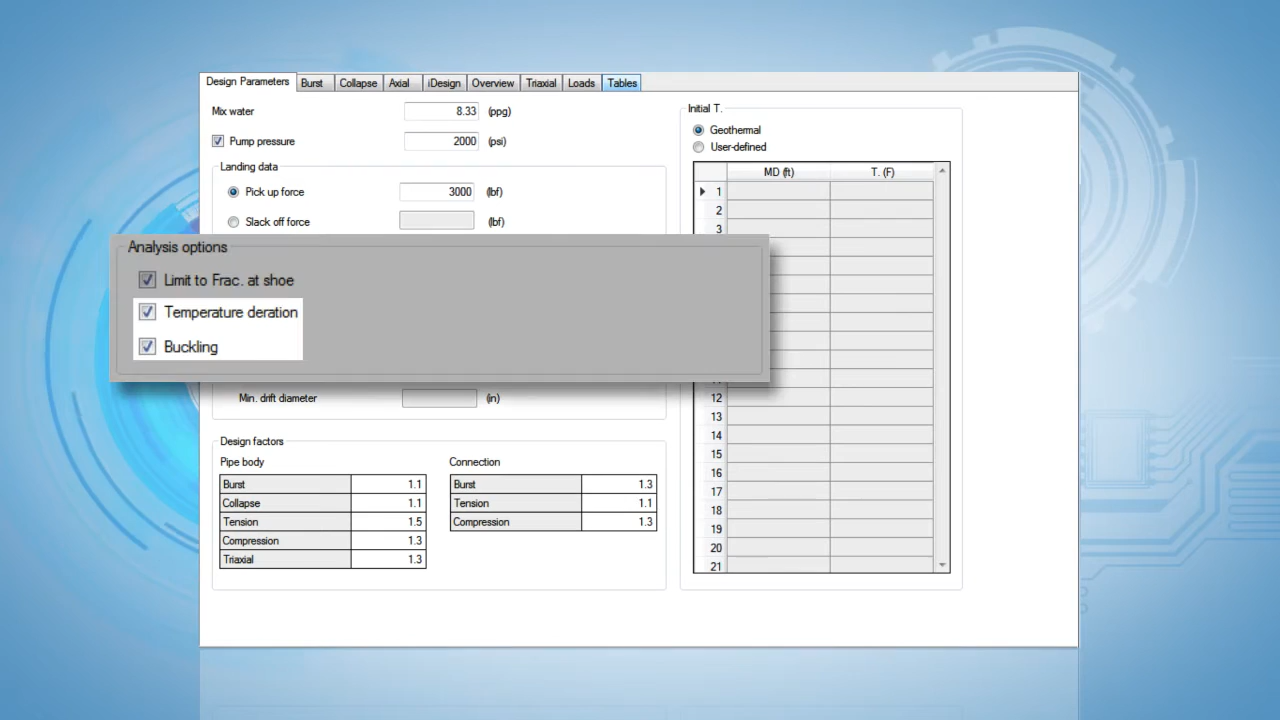 Design Parameters Burst Collapse Axial iDesign Overview Triaxial Loads Tables
Mix water 8.33 (ppg)
Pump pressure 2000 (psi)
Landing data
Pick up force 3000 (lbf)
Slack off force (lbf)
Analysis options
Limit to Frac. at shoe
Temperature deration
Buckling
Min. drift diameter (in)
Design factors
Pipe body
Burst 1.1
Collapse 1.1
Tension 1.5
Compression 1.3
Triaxial 1.3
Connection
Burst 1.3
Tension 1.1
Compression 1.3
Initial T.
Geothermal
User-defined
MD (ft) T. (F)
1
2
3
12
13
14
15
16
17
18
19
20
21